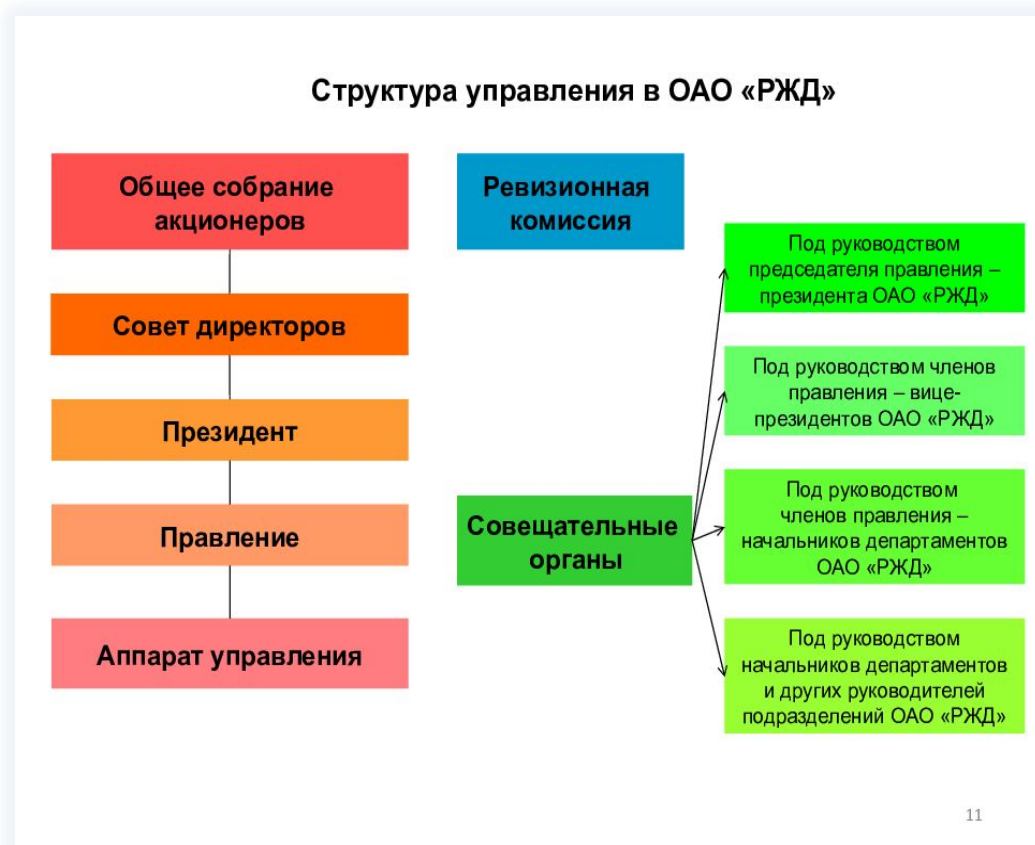 Структура управления в ОАО «РЖД»
Общее собрание
акционеров
Совет директоров
Президент
Правление
Аппарат управления
Ревизионная
комиссия
Совещательные
органы
Под руководством
председателя правления –
президента ОАО «РЖД»
Под руководством членов
правления – вице-
президентов ОАО «РЖД»
Под руководством
членов правления –
начальников департаментов
ОАО «РЖД»
Под руководством
начальников департаментов
и других руководителей
подразделений ОАО «РЖД»
11